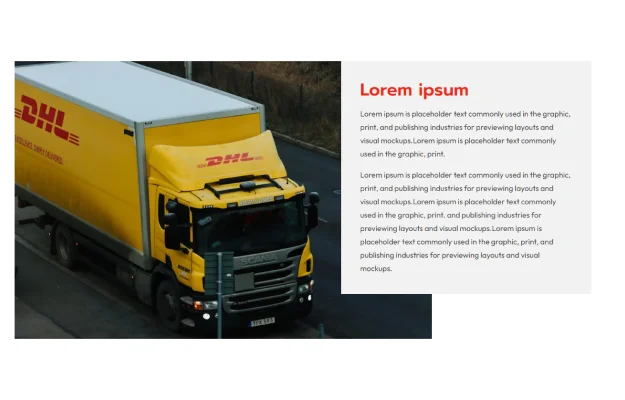 DHL
EXCELLENCE. SIMPLY DELIVERED.
DHL
SCANIA
Lorem ipsum
Lorem ipsum is placeholder text commonly used in the graphic,
print, and publishing industries for previewing layouts and
visual mockups.Lorem ipsum is placeholder text commonly
used in the graphic, print.
Lorem ipsum is placeholder text commonly used in the graphic,
print, and publishing industries for previewing layouts and
visual mockups.Lorem ipsum is placeholder text commonly
used in the graphic, print, and publishing industries for
previewing layouts and visual mockups.Lorem ipsum is
placeholder text commonly used in the graphic, print, and
publishing industries for previewing layouts and visual
mockups.